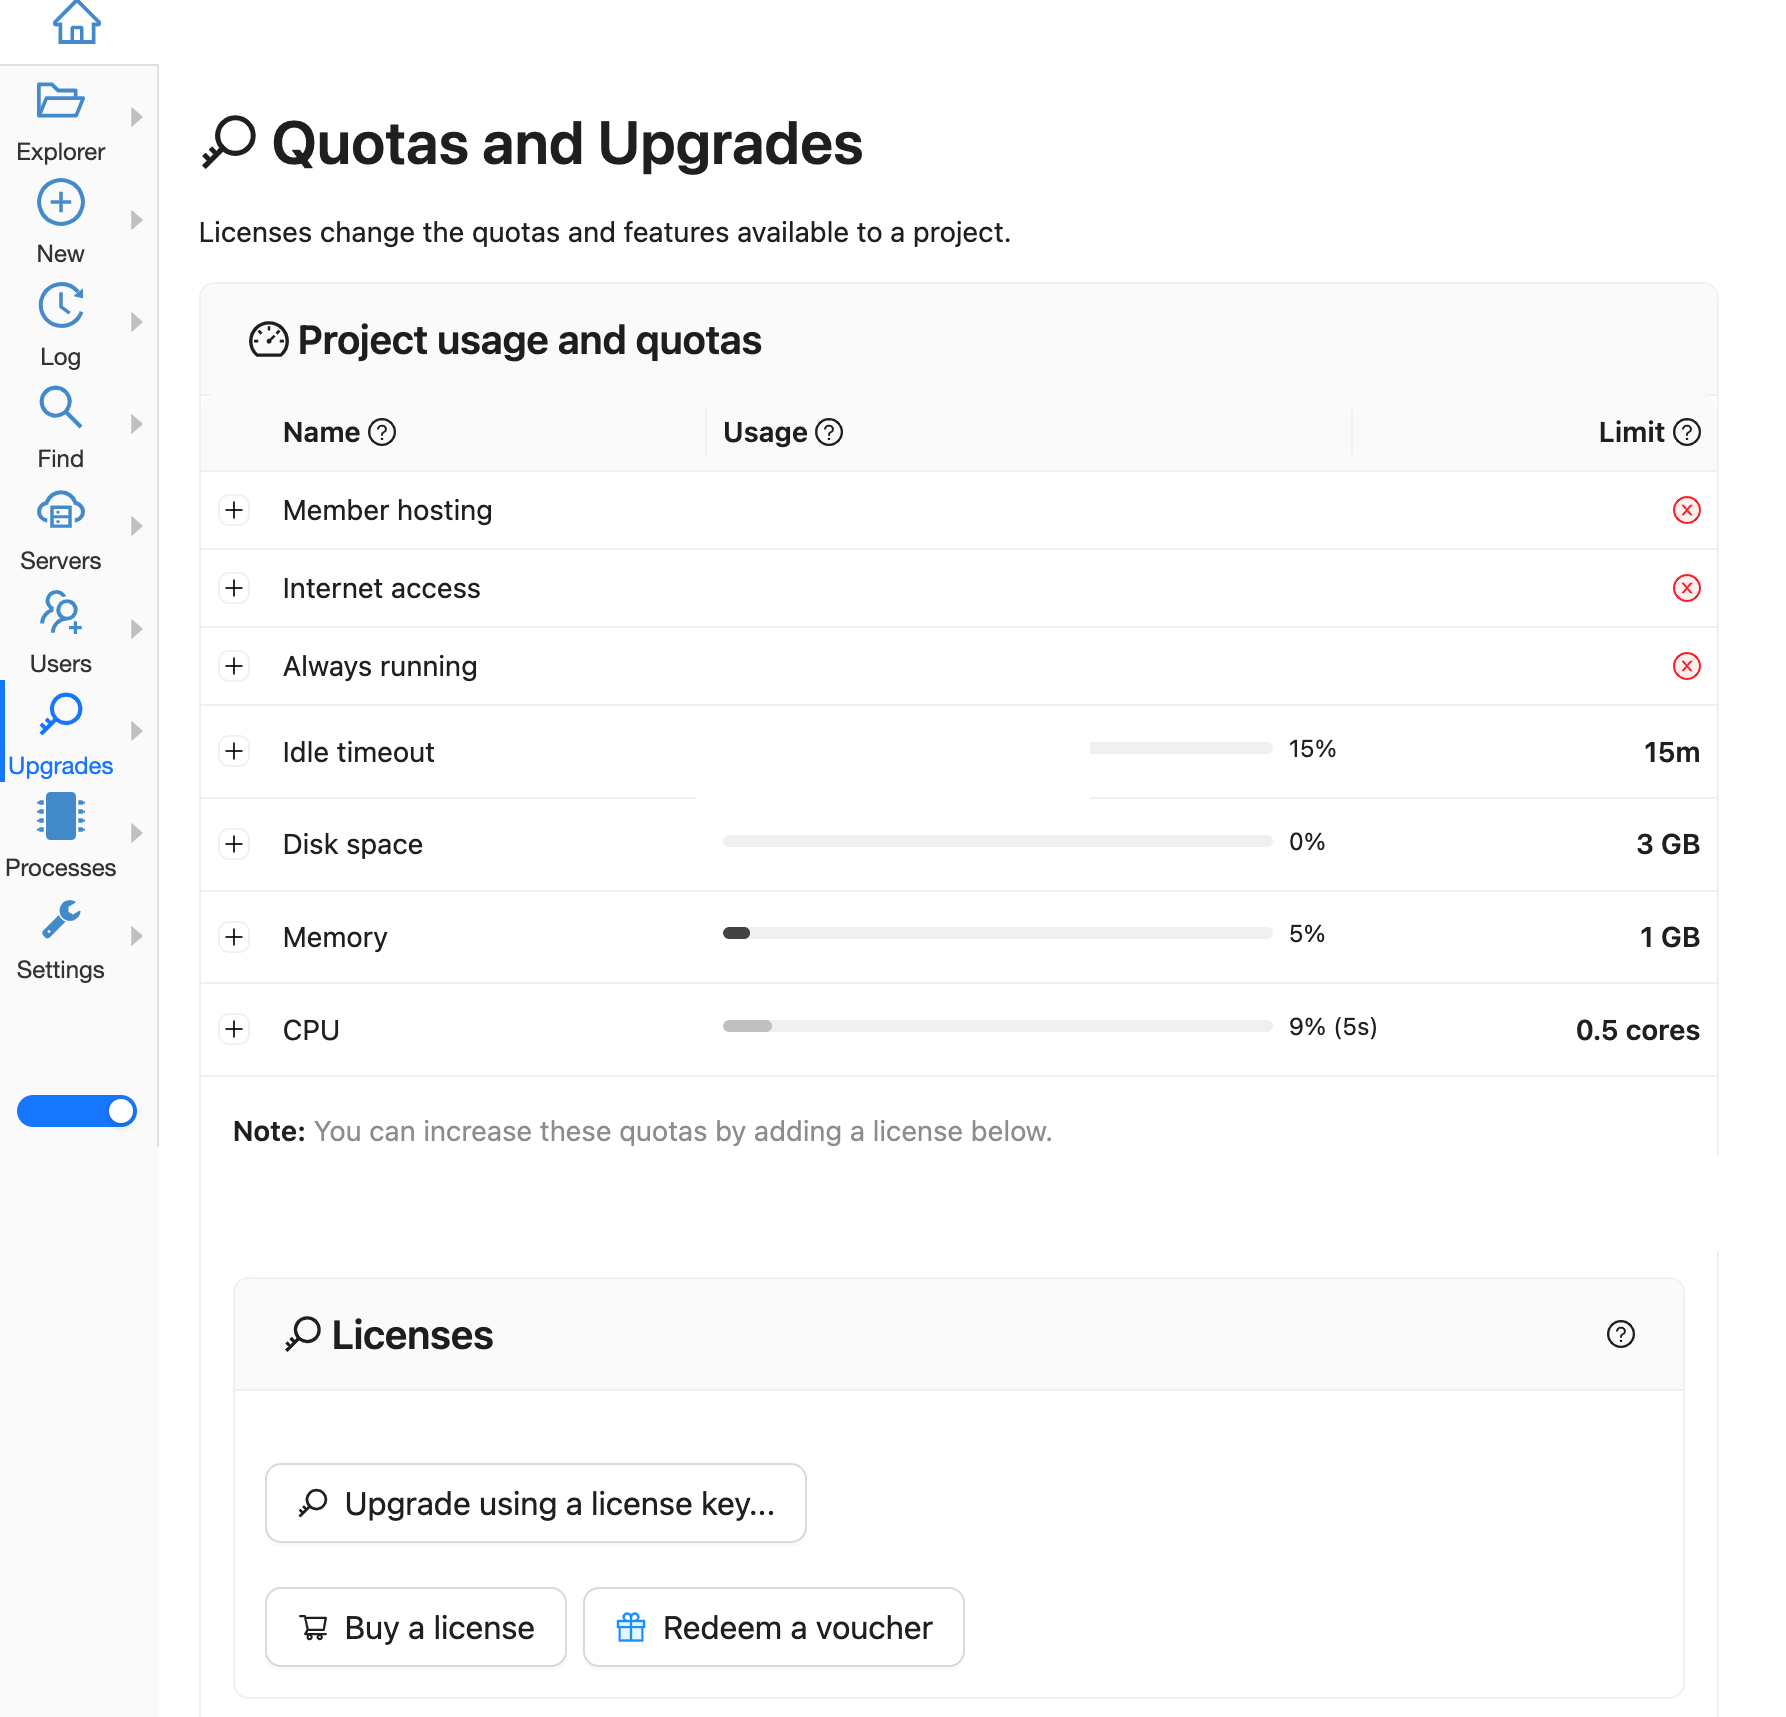 Explorer
New
Log
Find
Servers
Users
Upgrades
Processes
Settings
Quotas and Upgrades
Licenses change the quotas and features available to a project.
Project usage and quotas
Name Usage Limit
Member hosting
Internet access
Always running
Idle timeout 15% 15m
Disk space 0% 3 GB
Memory 5% 1 GB
CPU 9% (5s) 0.5 cores
Note: You can increase these quotas by adding a license below.
Licenses
Upgrade using a license key...
Buy a license Redeem a voucher